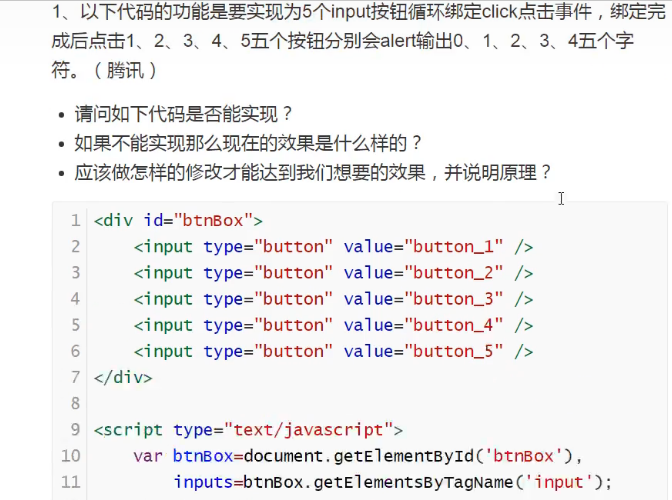 1、以下代码的功能是要实现为5个input按钮循环绑定click点击事件，绑定完
成后点击1、2、3、4、5五个按钮分别会alert输出0、1、2、3、4五个字
符。（腾讯）
• 请问如下代码是否能实现？
• 如果不能实现那么现在的效果是什么样的？
• 应该做怎样的修改才能达到我们想要的效果，并说明原理？
1 <div id="btnBox">
2     <input type="button" value="button_1" />
3     <input type="button" value="button_2" />
4     <input type="button" value="button_3" />
5     <input type="button" value="button_4" />
6     <input type="button" value="button_5" />
7 </div>
8
9 <script type="text/javascript">
10     var btnBox=document.getElementById('btnBox'),
11         inputs=btnBox.getElementsByTagName('input');